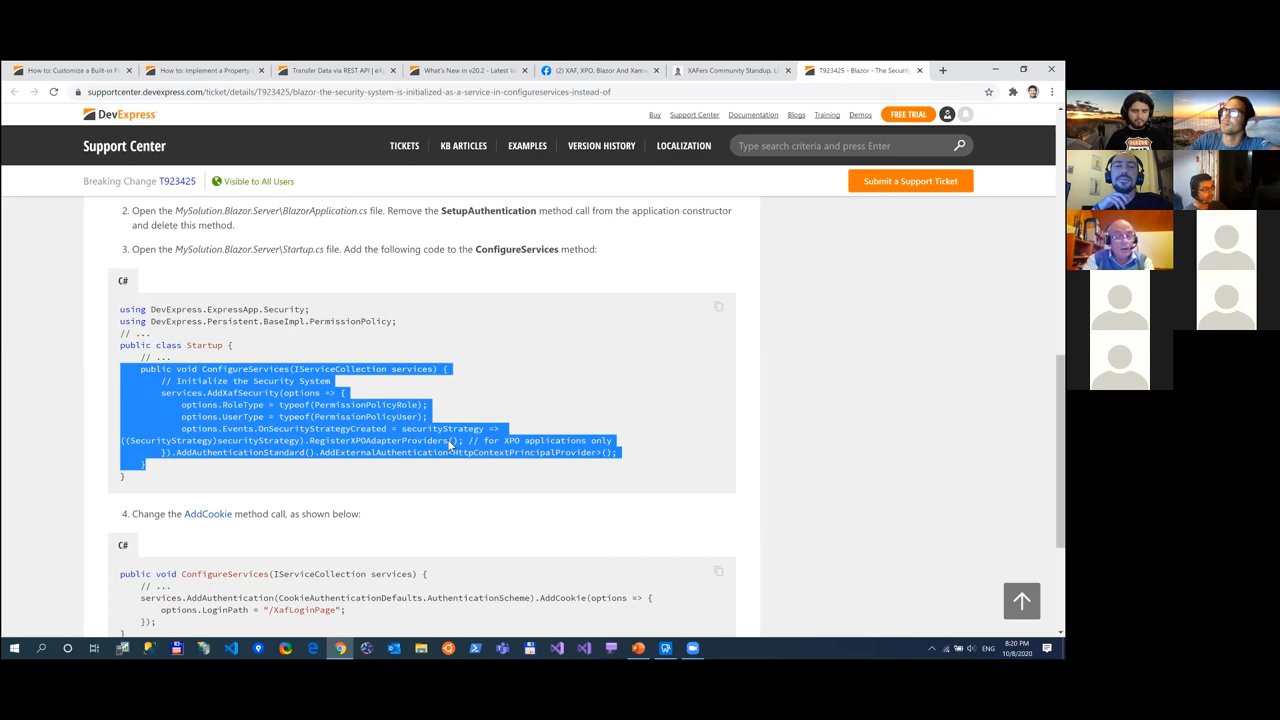 How to: Customize a Built-in P
How to: Implement a Property
Transfer Data via REST API | eX
What's New in v20.2 - Latest V
(2) XAF, XPO, Blazor And Xama
XAFers Community Standup, Li
T923425 - Blazor - The Security
supportcenter.devexpress.com/ticket/details/T923425/blazor-the-security-system-is-initialized-as-a-service-in-configureservices-instead-of
DevExpress
Buy
Support Center
Documentation
Blogs
Training
Demos
FREE TRIAL
Support Center
TICKETS
KB ARTICLES
EXAMPLES
VERSION HISTORY
LOCALIZATION
Type search criteria and press Enter
Breaking Change T923425
Visible to All Users
Submit a Support Ticket
2. Open the MySolution.Blazor.Server\BlazorApplication.cs file. Remove the SetupAuthentication method call from the application constructor
and delete this method.
3. Open the MySolution.Blazor.Server\Startup.cs file. Add the following code to the ConfigureServices method:
C#
using DevExpress.ExpressApp.Security;
using DevExpress.Persistent.BaseImpl.PermissionPolicy;
// ...
public class Startup {
// ...
public void ConfigureServices(IServiceCollection services) {
// Initialize the Security System
services.AddXafSecurity(options => {
options.RoleType = typeof(PermissionPolicyRole);
options.UserType = typeof(PermissionPolicyUser);
options.Events.OnSecurityStrategyCreated = securityStrategy =>
((SecurityStrategy)securityStrategy).RegisterXPOAdapterProviders(); // for XPO applications only
}).AddAuthenticationStandard().AddExternalAuthentication<HttpContextPrincipalProvider>();
}
}
4. Change the AddCookie method call, as shown below:
C#
public void ConfigureServices(IServiceCollection services) {
// ...
services.AddAuthentication(CookieAuthenticationDefaults.AuthenticationScheme).AddCookie(options => {
options.LoginPath = "/XafLoginPage";
});
}
ENG
8:20 PM
10/8/2020